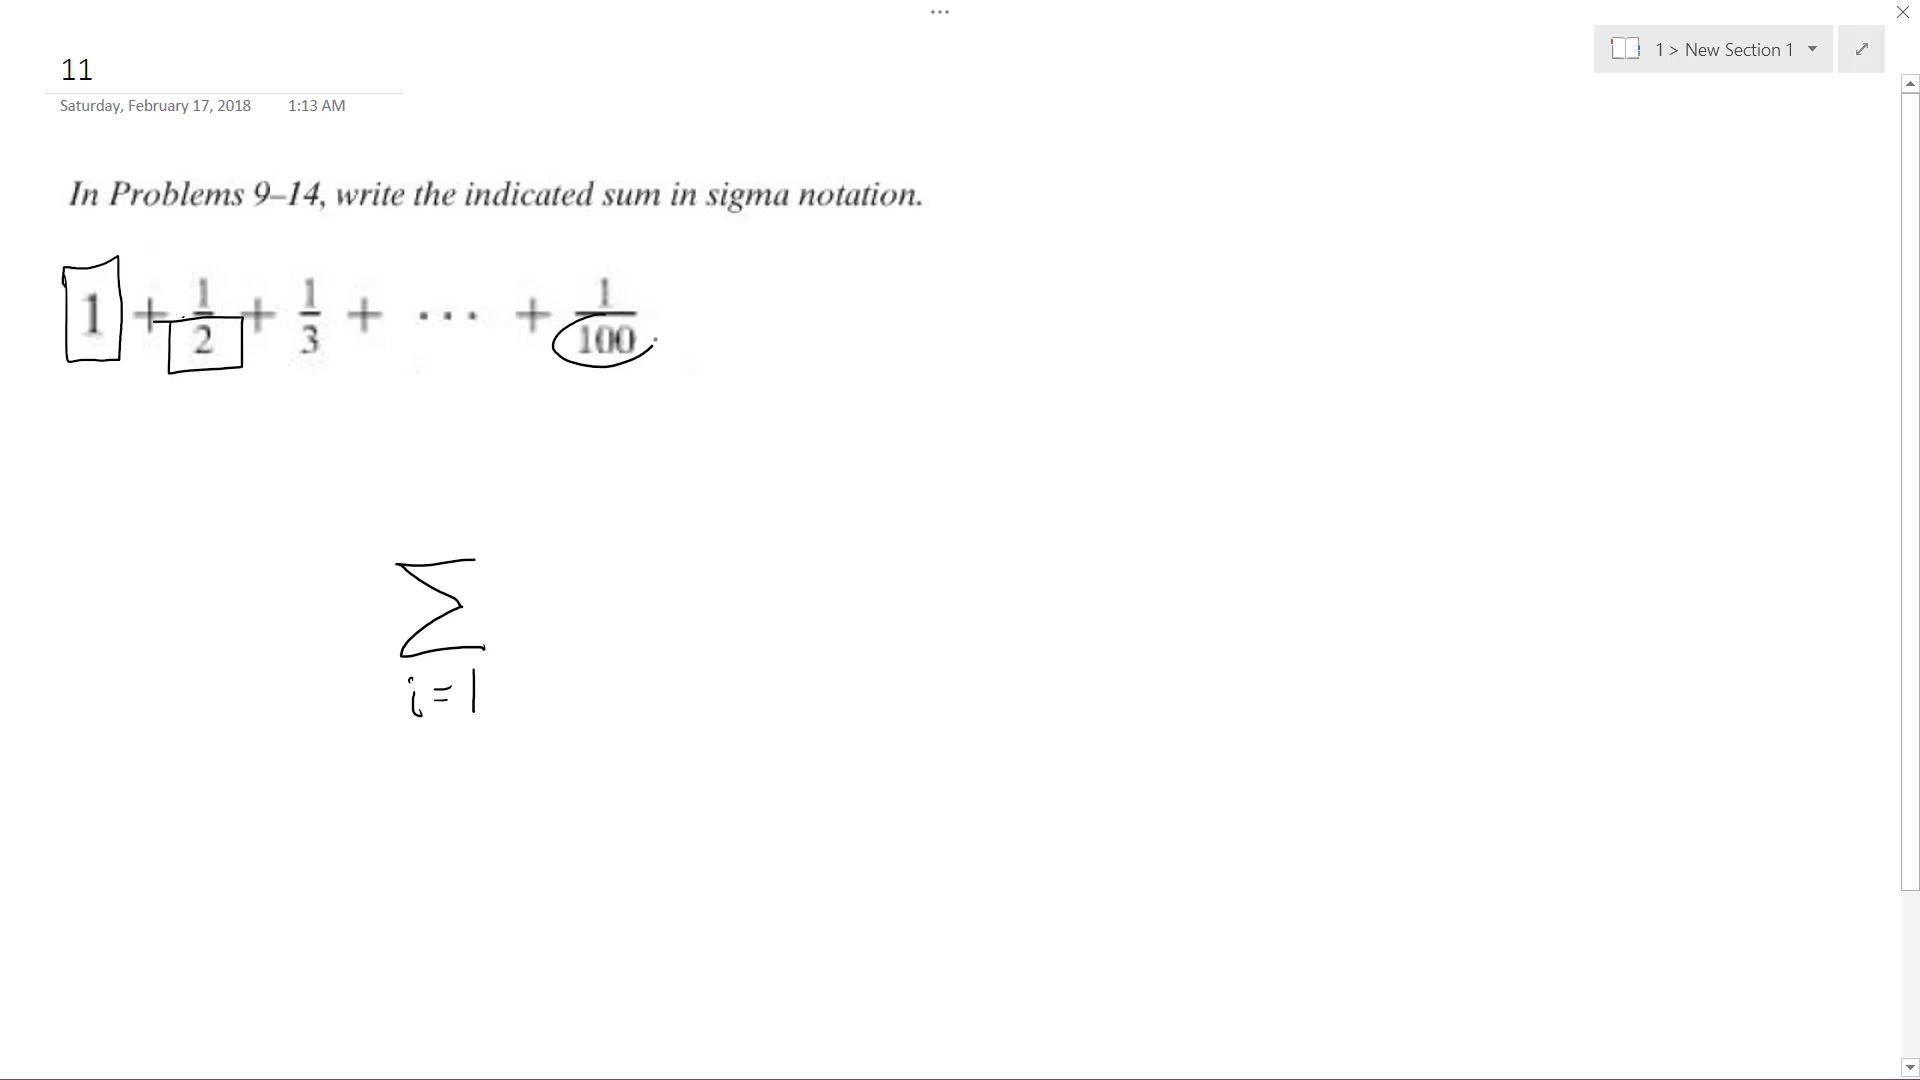 ...
1 > New Section 1
11
Saturday, February 17, 2018 1:13 AM
In Problems 9–14, write the indicated sum in sigma notation.
1 + 1/2 + 1/3 + ··· + 1/100.
∑
i=1